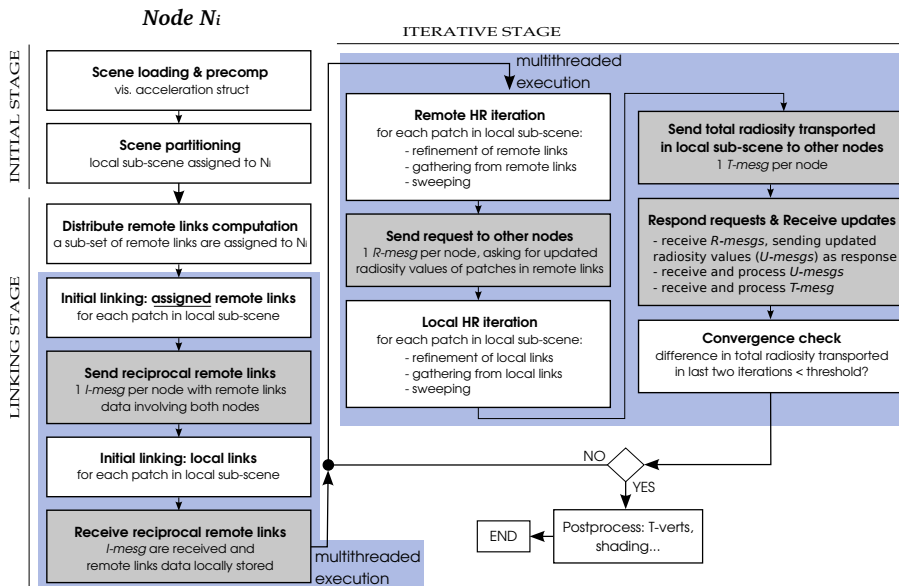 Node Ni
INITIAL STAGE
Scene loading & precomp
vis. acceleration struct
Scene partitioning
local sub-scene assigned to Ni
LINKING STAGE
Distribute remote links computation
a sub-set of remote links are assigned to Ni
Initial linking: assigned remote links
for each patch in local sub-scene
Send reciprocal remote links
1 I-mesg per node with remote links
data involving both nodes
Initial linking: local links
for each patch in local sub-scene
Receive reciprocal remote links
I-mesg are received and
remote links data locally stored
multithreaded
execution
ITERATIVE STAGE
multithreaded
execution
Remote HR iteration
for each patch in local sub-scene:
- refinement of remote links
- gathering from remote links
- sweeping
Send request to other nodes
1 R-mesg per node, asking for updated
radiosity values of patches in remote links
Local HR iteration
for each patch in local sub-scene:
- refinement of local links
- gathering from local links
- sweeping
Send total radiosity transported
in local sub-scene to other nodes
1 T-mesg per node
Respond requests & Receive updates
- receive R-mesgs, sending updated
radiosity values (U-mesgs) as response
- receive and process U-mesgs
- receive and process T-mesg
Convergence check
difference in total radiosity transported
in last two iterations < threshold?
NO
YES
Postprocess: T-verts,
shading...
END